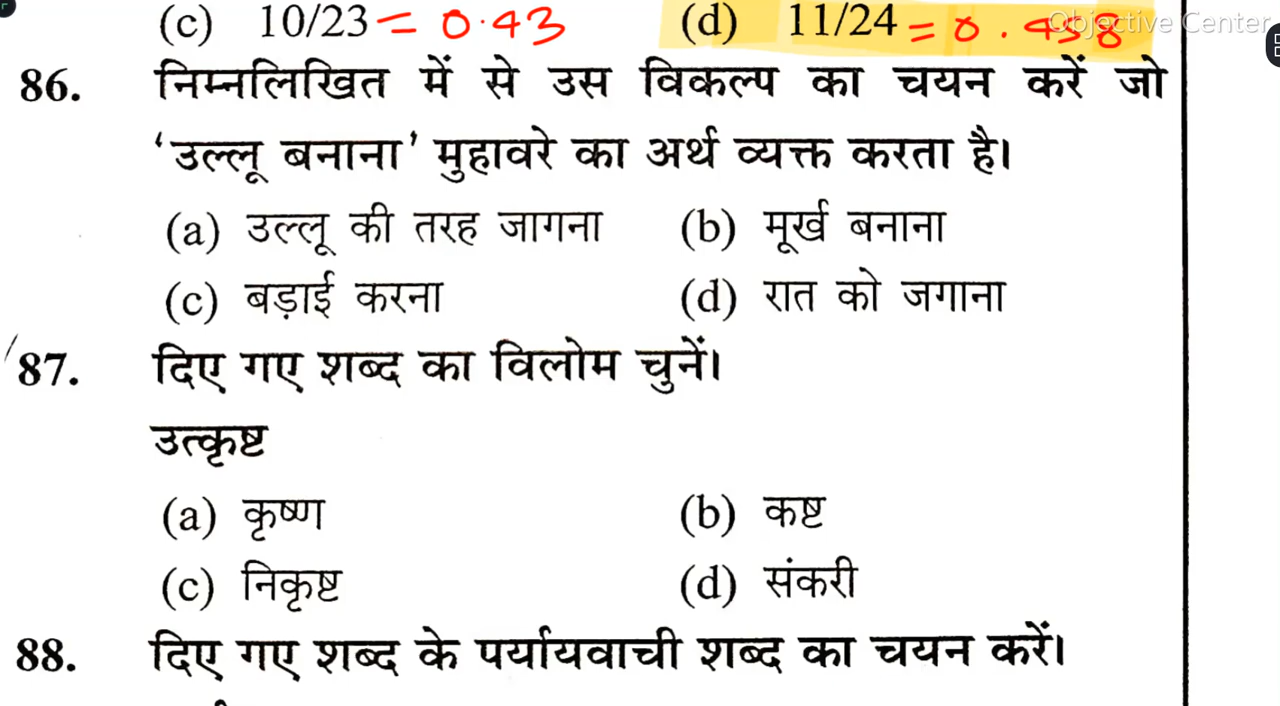 (c) 10/23 = 0.43 (d) 11/24 = 0.458
Objective Center
86. निम्नलिखित में से उस विकल्प का चयन करें जो
'उल्लू बनाना' मुहावरे का अर्थ व्यक्त करता है।
(a) उल्लू की तरह जागना (b) मूर्ख बनाना
(c) बड़ाई करना (d) रात को जगाना
87. दिए गए शब्द का विलोम चुनें।
उत्कृष्ट
(a) कृष्ण (b) कष्ट
(c) निकृष्ट (d) संकरी
88. दिए गए शब्द के पर्यायवाची शब्द का चयन करें।